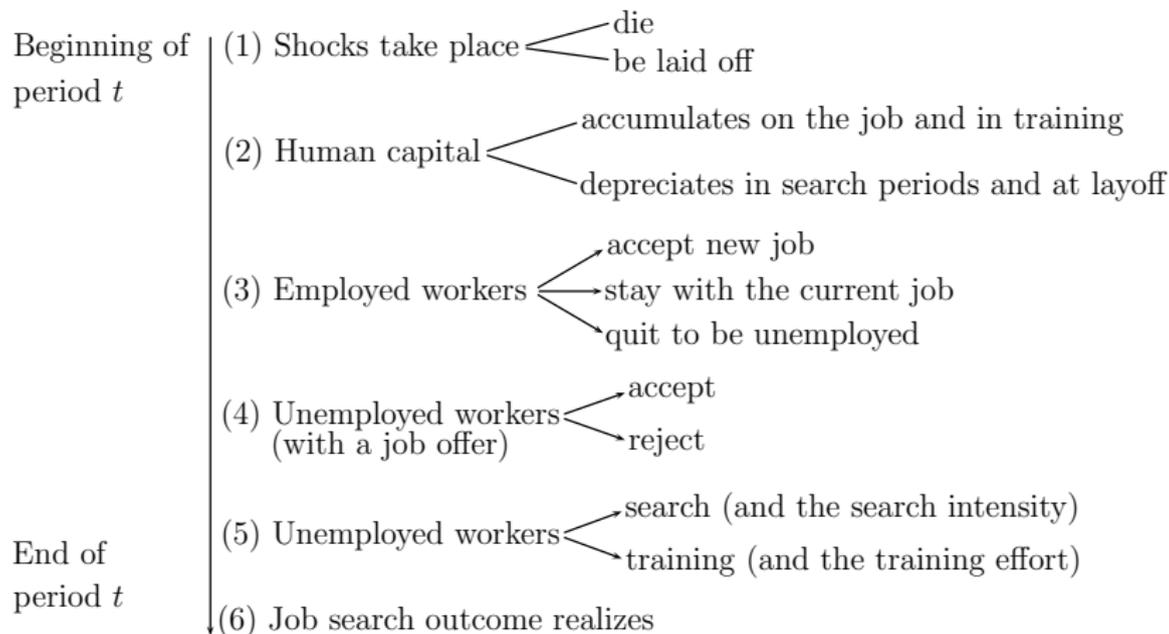 Beginning of
period t
(1) Shocks take place
die
be laid off
(2) Human capital
accumulates on the job and in training
depreciates in search periods and at layoff
(3) Employed workers
accept new job
stay with the current job
quit to be unemployed
(4) Unemployed workers
(with a job offer)
accept
reject
(5) Unemployed workers
search (and the search intensity)
training (and the training effort)
End of
period t
(6) Job search outcome realizes